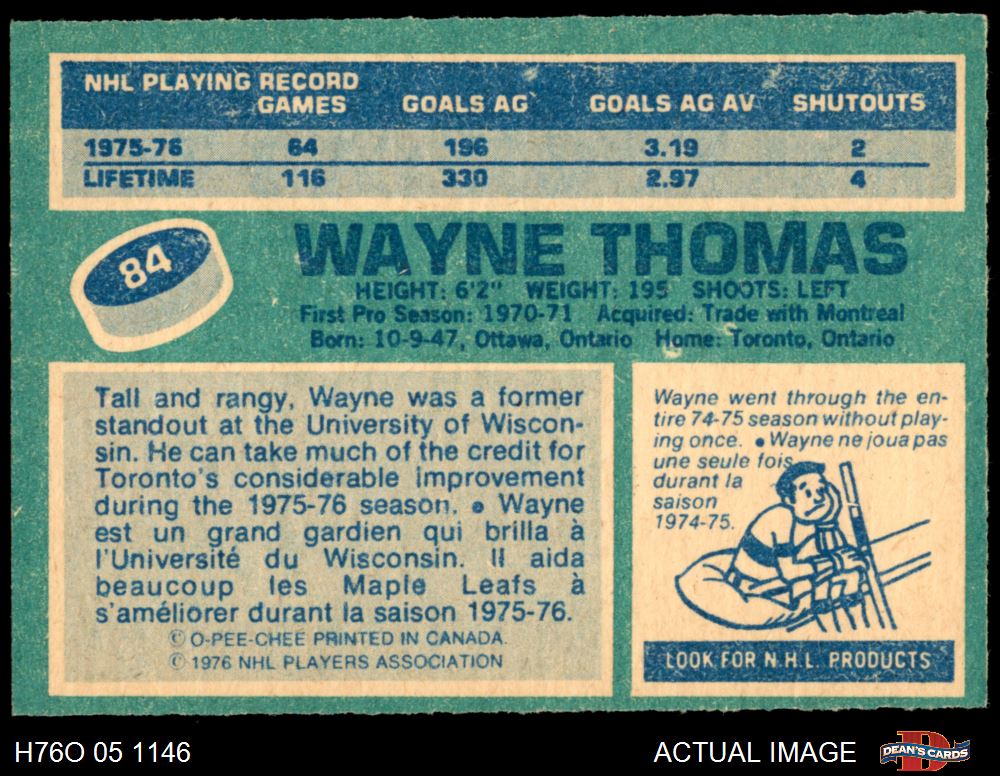 NHL PLAYING RECORD
GAMES GOALS AG GOALS AG AV SHUTOUTS
1975-76 64 196 3.19 2
LIFETIME 116 330 2.97 4
84
WAYNE THOMAS
HEIGHT: 6'2" WEIGHT: 195 SHOOTS: LEFT
First Pro Season: 1970-71 Acquired: Trade with Montreal
Born: 10-9-47, Ottawa, Ontario Home: Toronto, Ontario
Tall and rangy, Wayne was a former
standout at the University of Wiscon-
sin. He can take much of the credit for
Toronto's considerable improvement
during the 1975-76 season. • Wayne
est un grand gardien qui brilla à
l'Université du Wisconsin. Il aida
beaucoup les Maple Leafs à
s'améliorer durant la saison 1975-76.
© O-PEE-CHEE PRINTED IN CANADA.
© 1976 NHL PLAYERS ASSOCIATION
Wayne went through the en-
tire 74-75 season without play-
ing once. • Wayne ne joua pas
une seule fois
durant la
saison
1974-75.
LOOK FOR N.H.L. PRODUCTS
H76O 05 1146
ACTUAL IMAGE
DEAN'S CARDS